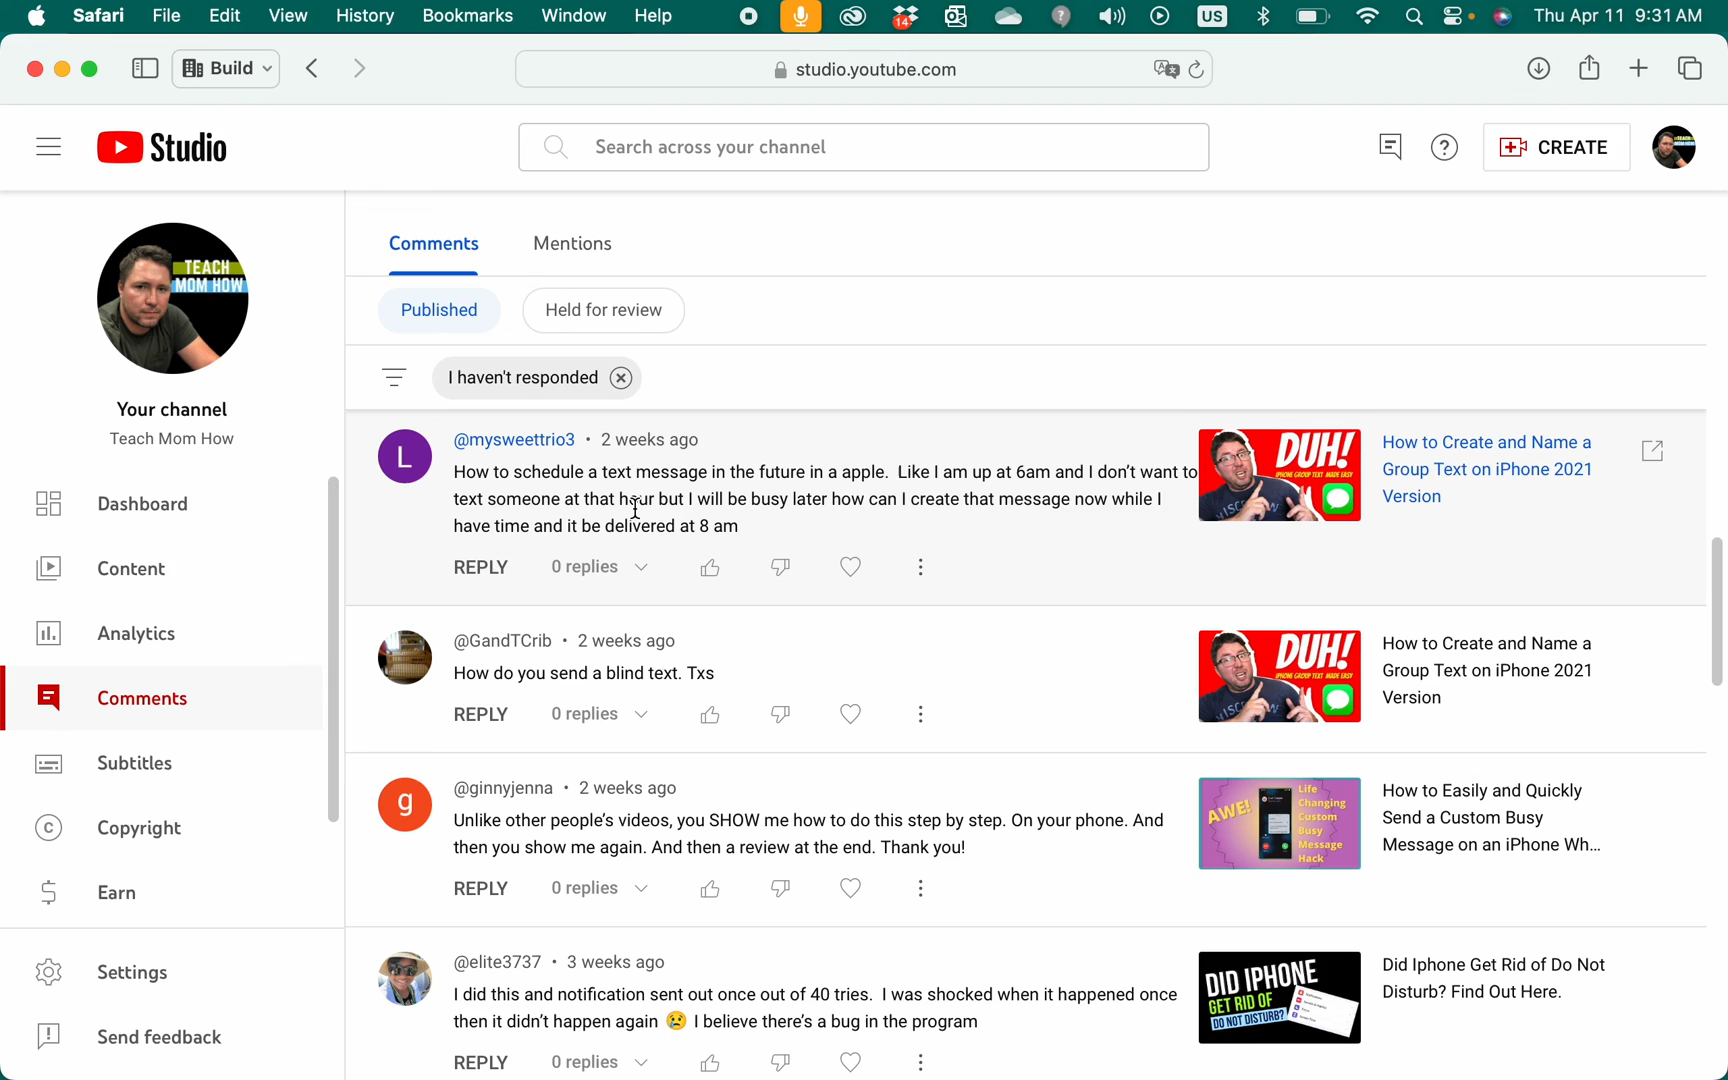 Safari File Edit View History Bookmarks Window Help 14 US Thu Apr 11 9:31 AM
Build studio.youtube.com
Studio Search across your channel CREATE
TEACH
MOM HOW
Your channel
Teach Mom How
Dashboard
Content
Analytics
Comments
Subtitles
Copyright
Earn
Settings
Send feedback
Comments Mentions
Published Held for review
I haven't responded
L
@mysweettrio3 • 2 weeks ago
How to schedule a text message in the future in a apple. Like I am up at 6am and I don't want to
text someone at that hour but I will be busy later how can I create that message now while I
have time and it be delivered at 8 am
REPLY 0 replies
DUH!
IPHONE GROUP TEXT MADE EASY
How to Create and Name a
Group Text on iPhone 2021
Version
@GandTCrib • 2 weeks ago
How do you send a blind text. Txs
REPLY 0 replies
DUH!
IPHONE GROUP TEXT MADE EASY
How to Create and Name a
Group Text on iPhone 2021
Version
g
@ginnyjenna • 2 weeks ago
Unlike other people's videos, you SHOW me how to do this step by step. On your phone. And
then you show me again. And then a review at the end. Thank you!
REPLY 0 replies
AWE!
Life
Changing
Custom
Busy
Message
Hack
How to Easily and Quickly
Send a Custom Busy
Message on an iPhone Wh...
@elite3737 • 3 weeks ago
I did this and notification sent out once out of 40 tries. I was shocked when it happened once
then it didn't happen again 😢 I believe there's a bug in the program
REPLY 0 replies
DID IPHONE
GET RID OF
DO NOT DISTURB?
Did Iphone Get Rid of Do Not
Disturb? Find Out Here.